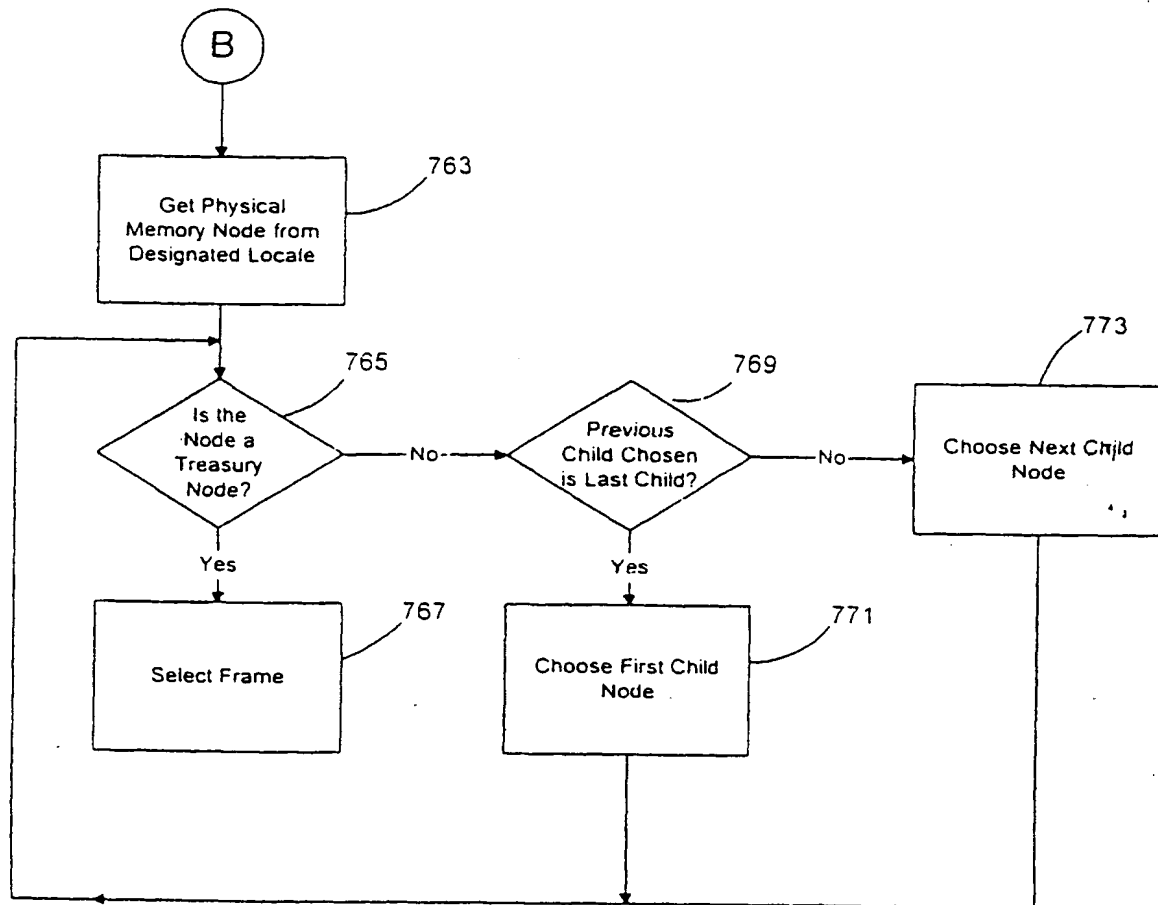 B
763
Get Physical
Memory Node from
Designated Locale
773
765
769
Is the
Node a
Treasury
Node?
No
Previous
Child Chosen
is Last Child?
No
Choose Next Child
Node
Yes
Yes
767
771
Select Frame
Choose First Child
Node